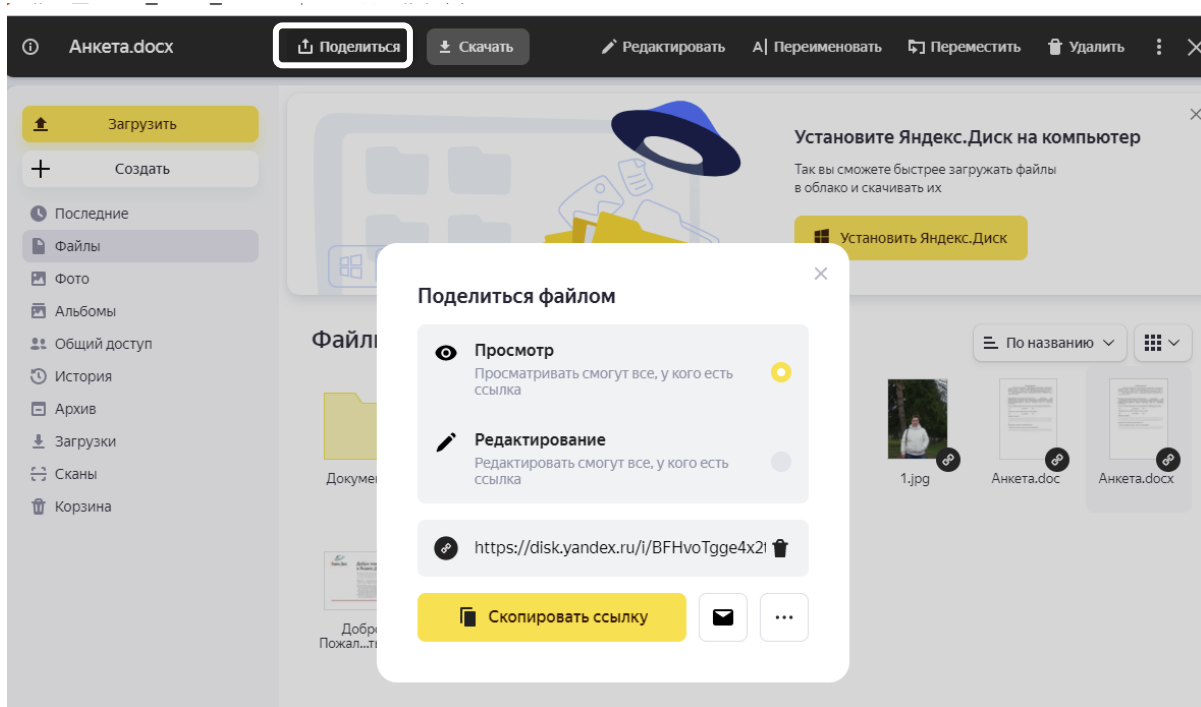 Анкета.docx
Поделиться
Скачать
Редактировать
Переименовать
Переместить
Удалить
Загрузить
Создать
Последние
Файлы
Фото
Альбомы
Общий доступ
История
Архив
Загрузки
Сканы
Корзина
Установите Яндекс.Диск на компьютер
Так вы сможете быстрее загружать файлы
в облако и скачивать их
Установить Яндекс.Диск
По названию
1.jpg
Анкета.doc
Анкета.docx
Поделиться файлом
Просмотр
Просматривать смогут все, у кого есть
ссылка
Редактирование
Редактировать смогут все, у кого есть
ссылка
https://disk.yandex.ru/i/BFHvoTgge4x2
Скопировать ссылку